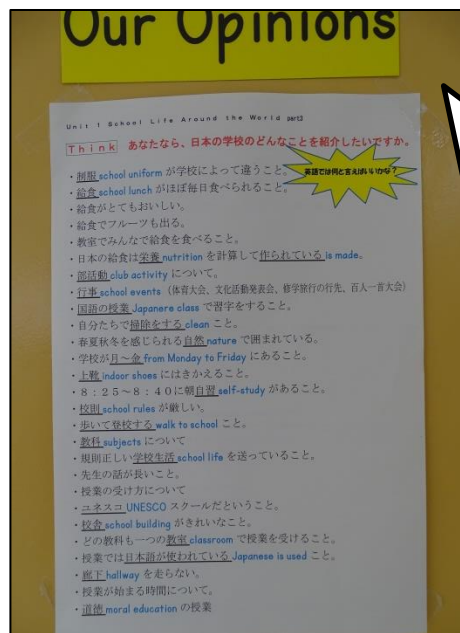 Our Opinions
Unit 1 School Life Around the World part2
Think あなたなら、日本の学校のどんなことを紹介したいですか。
英語では何と言えばいいかな？
・制服 school uniform が学校によって違うこと。
・給食 school lunch がほぼ毎日食べられること。
・給食がとてもおいしい。
・給食でフルーツも出る。
・教室でみんなで給食を食べること。
・日本の給食は栄養 nutrition を計算して作られている is made。
・部活動 club activity について。
・行事 school events（体育大会、文化活動発表会、修学旅行の行先、百人一首大会）
・国語の授業 Japanere class で習字をすること。
・自分たちで掃除をする clean こと。
・春夏秋冬を感じられる自然 nature で囲まれている。
・学校が月～金 from Monday to Friday にあること。
・上靴 indoor shoes にはきかえること。
・８：２５～８：４０に朝自習 self-study があること。
・校則 school rules が厳しい。
・歩いて登校する walk to school こと。
・教科 subjects について
・規則正しい学校生活 school life を送っていること。
・先生の話が長いこと。
・授業の受け方について
・ユネスコ UNESCO スクールだということ。
・校舎 school building がきれいなこと。
・どの教科も一つの教室 classroom で授業を受けること。
・授業では日本語が使われている Japanese is used こと。
・廊下 hallway を走らない。
・授業が始まる時間について。
・道徳 moral education の授業